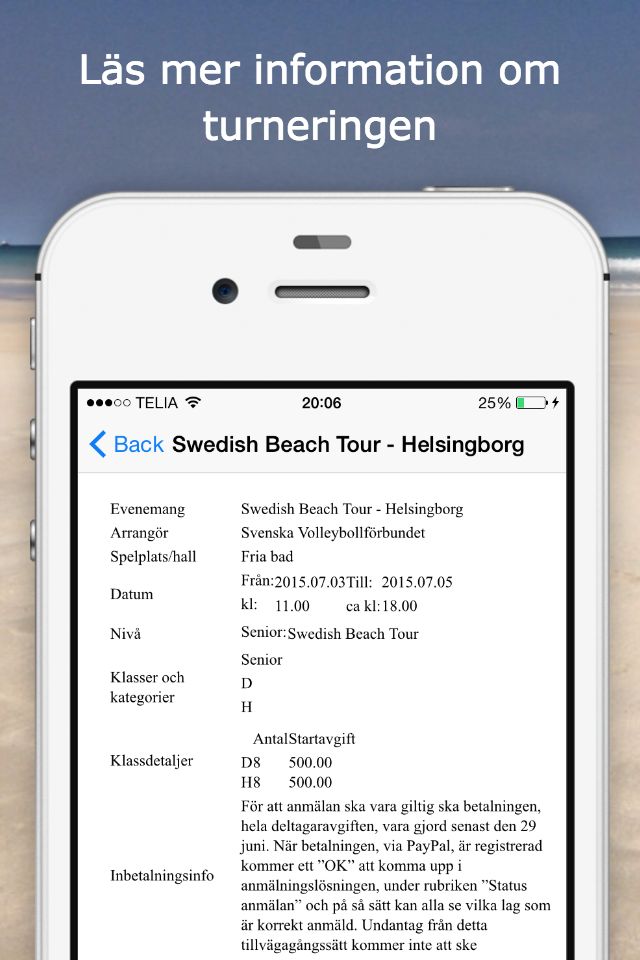 Läs mer information om
turneringen
TELIA 20:06 25%
Back Swedish Beach Tour - Helsingborg
Evenemang Swedish Beach Tour - Helsingborg
Arrangör Svenska Volleybollförbundet
Spelplats/hall Fria bad
Datum Från:2015.07.03Till: 2015.07.05
kl: 11.00 ca kl:18.00
Nivå Senior:Swedish Beach Tour
Klasser och
kategorier
Senior
D
H
Klassdetaljer
AntalStartavgift
D8 500.00
H8 500.00
Inbetalningsinfo
För att anmälan ska vara giltig ska betalningen,
hela deltagaravgiften, vara gjord senast den 29
juni. När betalningen, via PayPal, är registrerad
kommer ett ”OK” att komma upp i
anmälningslösningen, under rubriken ”Status
anmälan” och på så sätt kan alla se vilka lag som
är korrekt anmäld. Undantag från detta
tillvägagångssätt kommer inte att ske